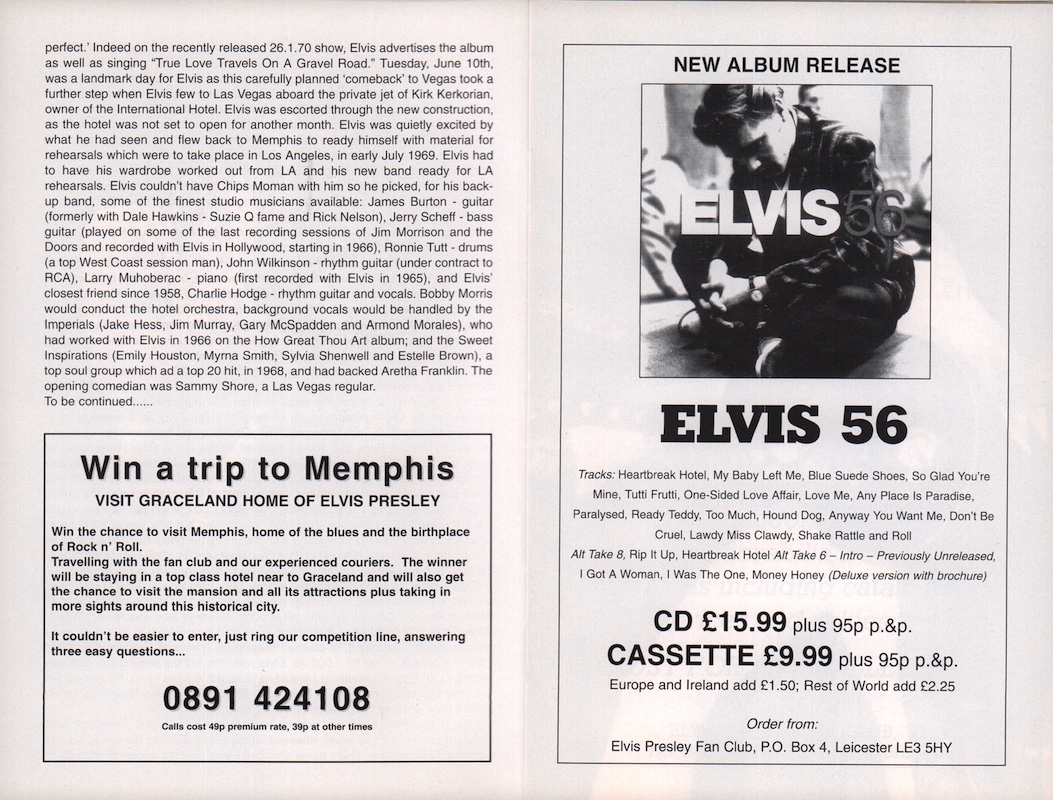 perfect.' Indeed on the recently released 26.1.70 show, Elvis advertises the album
as well as singing "True Love Travels On A Gravel Road." Tuesday, June 10th,
was a landmark day for Elvis as this carefully planned 'comeback' to Vegas took a
further step when Elvis few to Las Vegas aboard the private jet of Kirk Kerkorian,
owner of the International Hotel. Elvis was escorted through the new construction,
as the hotel was not set to open for another month. Elvis was quietly excited by
what he had seen and flew back to Memphis to ready himself with material for
rehearsals which were to take place in Los Angeles, in early July 1969. Elvis had
to have his wardrobe worked out from LA and his new band ready for LA
rehearsals. Elvis couldn't have Chips Moman with him so he picked, for his back-
up band, some of the finest studio musicians available: James Burton - guitar
(formerly with Dale Hawkins - Suzie Q fame and Rick Nelson), Jerry Scheff - bass
guitar (played on some of the last recording sessions of Jim Morrison and the
Doors and recorded with Elvis in Hollywood, starting in 1966), Ronnie Tutt - drums
(a top West Coast session man), John Wilkinson - rhythm guitar (under contract to
RCA), Larry Muhoberac - piano (first recorded with Elvis in 1965), and Elvis'
closest friend since 1958, Charlie Hodge - rhythm guitar and vocals. Bobby Morris
would conduct the hotel orchestra, background vocals would be handled by the
Imperials (Jake Hess, Jim Murray, Gary McSpadden and Armond Morales), who
had worked with Elvis in 1966 on the How Great Thou Art album; and the Sweet
Inspirations (Emily Houston, Myrna Smith, Sylvia Shenwell and Estelle Brown), a
top soul group which ad a top 20 hit, in 1968, and had backed Aretha Franklin. The
opening comedian was Sammy Shore, a Las Vegas regular.
To be continued......
Win a trip to Memphis
VISIT GRACELAND HOME OF ELVIS PRESLEY
Win the chance to visit Memphis, home of the blues and the birthplace
of Rock n' Roll.
Travelling with the fan club and our experienced couriers. The winner
will be staying in a top class hotel near to Graceland and will also get
the chance to visit the mansion and all its attractions plus taking in
more sights around this historical city.
It couldn't be easier to enter, just ring our competition line, answering
three easy questions...
0891 424108
Calls cost 49p premium rate, 39p at other times
NEW ALBUM RELEASE
ELVIS 56
ELVIS 56
Tracks: Heartbreak Hotel, My Baby Left Me, Blue Suede Shoes, So Glad You're
Mine, Tutti Frutti, One-Sided Love Affair, Love Me, Any Place Is Paradise,
Paralysed, Ready Teddy, Too Much, Hound Dog, Anyway You Want Me, Don't Be
Cruel, Lawdy Miss Clawdy, Shake Rattle and Roll
Alt Take 8, Rip It Up, Heartbreak Hotel Alt Take 6 – Intro – Previously Unreleased,
I Got A Woman, I Was The One, Money Honey (Deluxe version with brochure)
CD £15.99 plus 95p p.&p.
CASSETTE £9.99 plus 95p p.&p.
Europe and Ireland add £1.50; Rest of World add £2.25
Order from:
Elvis Presley Fan Club, P.O. Box 4, Leicester LE3 5HY